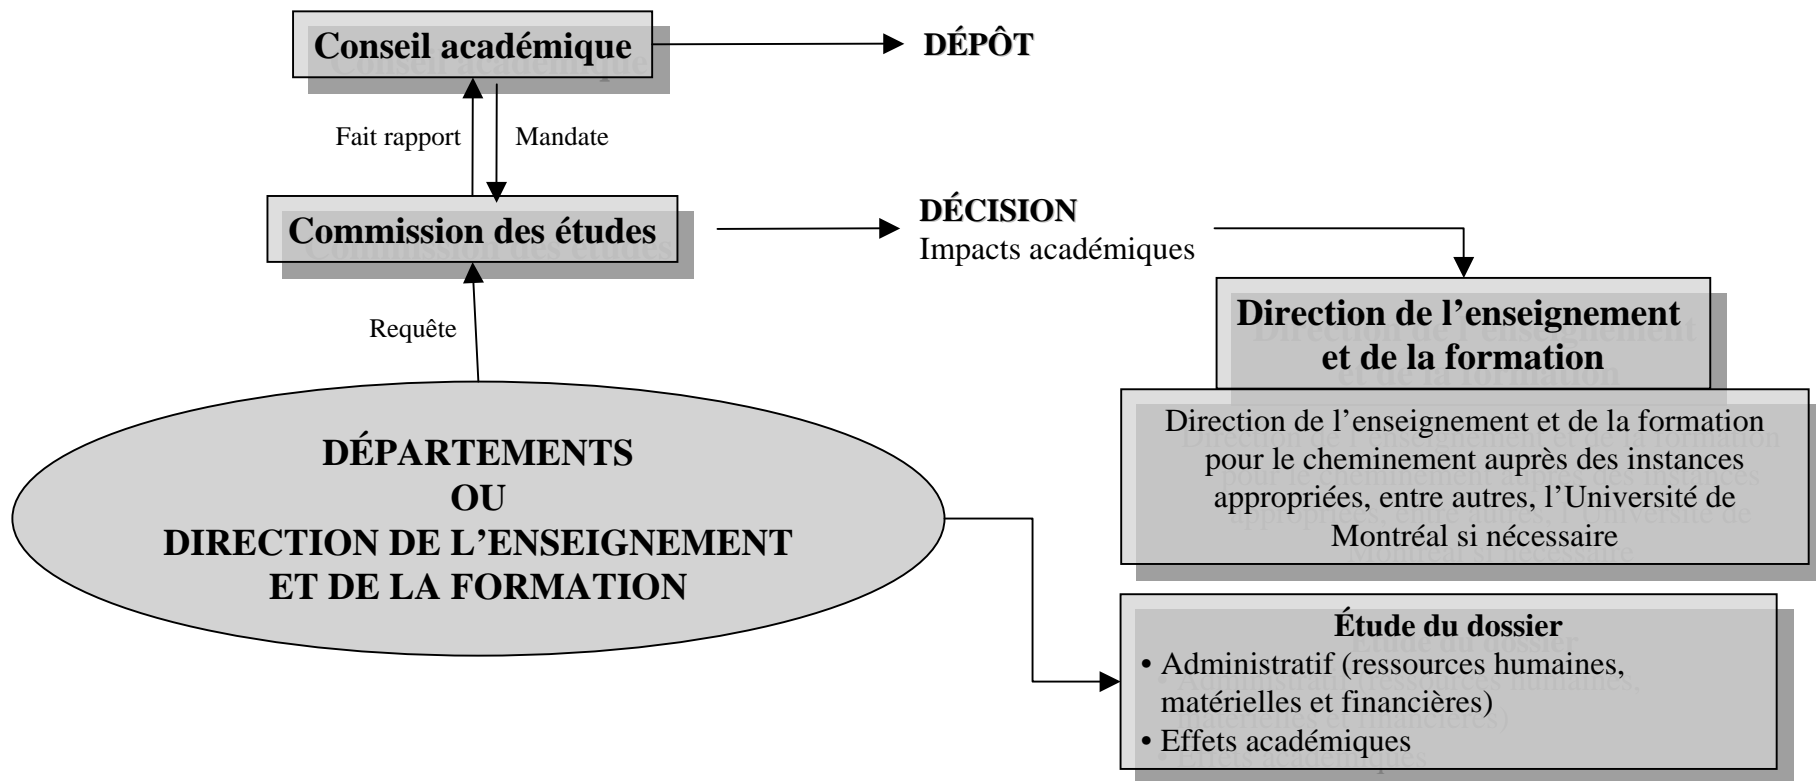 Conseil académique
DÉPÔT
Fait rapport
Mandate
Commission des études
DÉCISION
Impacts académiques
Requête
Direction de l’enseignement
et de la formation
Direction de l’enseignement et de la formation
pour le cheminement auprès des instances
appropriées, entre autres, l’Université de
Montréal si nécessaire
DÉPARTEMENTS
OU
DIRECTION DE L’ENSEIGNEMENT
ET DE LA FORMATION
Étude du dossier
• Administratif (ressources humaines,
matérielles et financières)
• Effets académiques